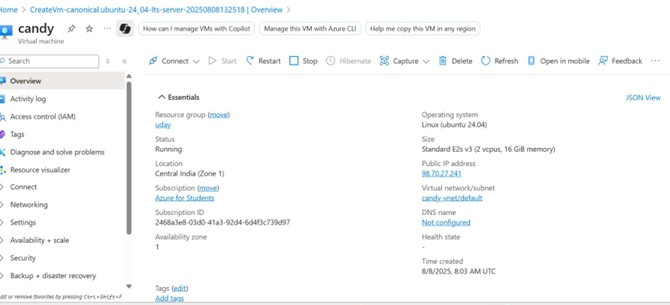 Home > CreateVm-canonical.ubuntu-24_04-lts-server-20250808132518 | Overview >
candy
Virtual machine
How can I manage VMs with Copilot
Manage this VM with Azure CLI
Help me copy this VM in any region
Search
Connect
Start
Restart
Stop
Hibernate
Capture
Delete
Refresh
Open in mobile
Feedback
Overview
Activity log
Access control (IAM)
Tags
Diagnose and solve problems
Resource visualizer
Connect
Networking
Settings
Availability + scale
Security
Backup + disaster recovery
Add or remove favorites by pressing Ctrl+Shift+F
Essentials
JSON View
Resource group (move)
uday
Status
Running
Location
Central India (Zone 1)
Subscription (move)
Azure for Students
Subscription ID
2468a3e8-03d0-41a3-92d4-6d4f3c739d97
Availability zone
1
Operating system
Linux (ubuntu 24.04)
Size
Standard E2s v3 (2 vcpus, 16 GiB memory)
Public IP address
98.70.27.241
Virtual network/subnet
candy-vnet/default
DNS name
Not configured
Health state
-
Time created
8/8/2025, 8:03 AM UTC
Tags (edit)
Add tags